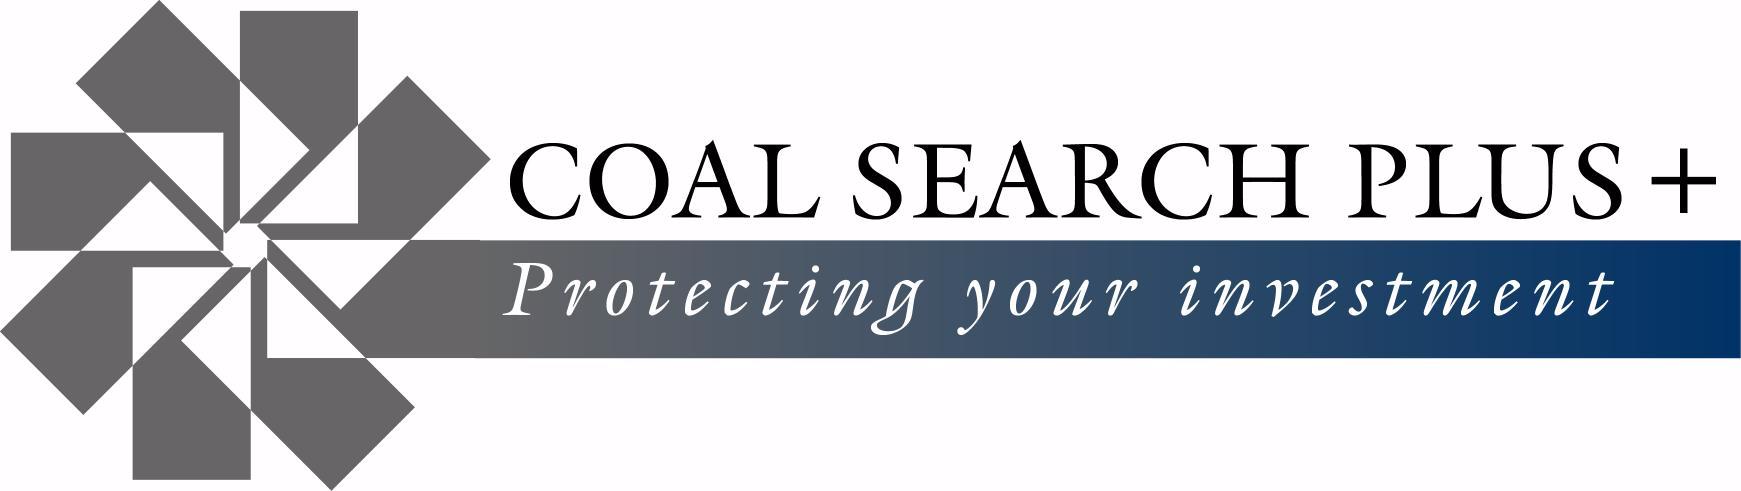 COAL SEARCH PLUS +
Protecting your investment